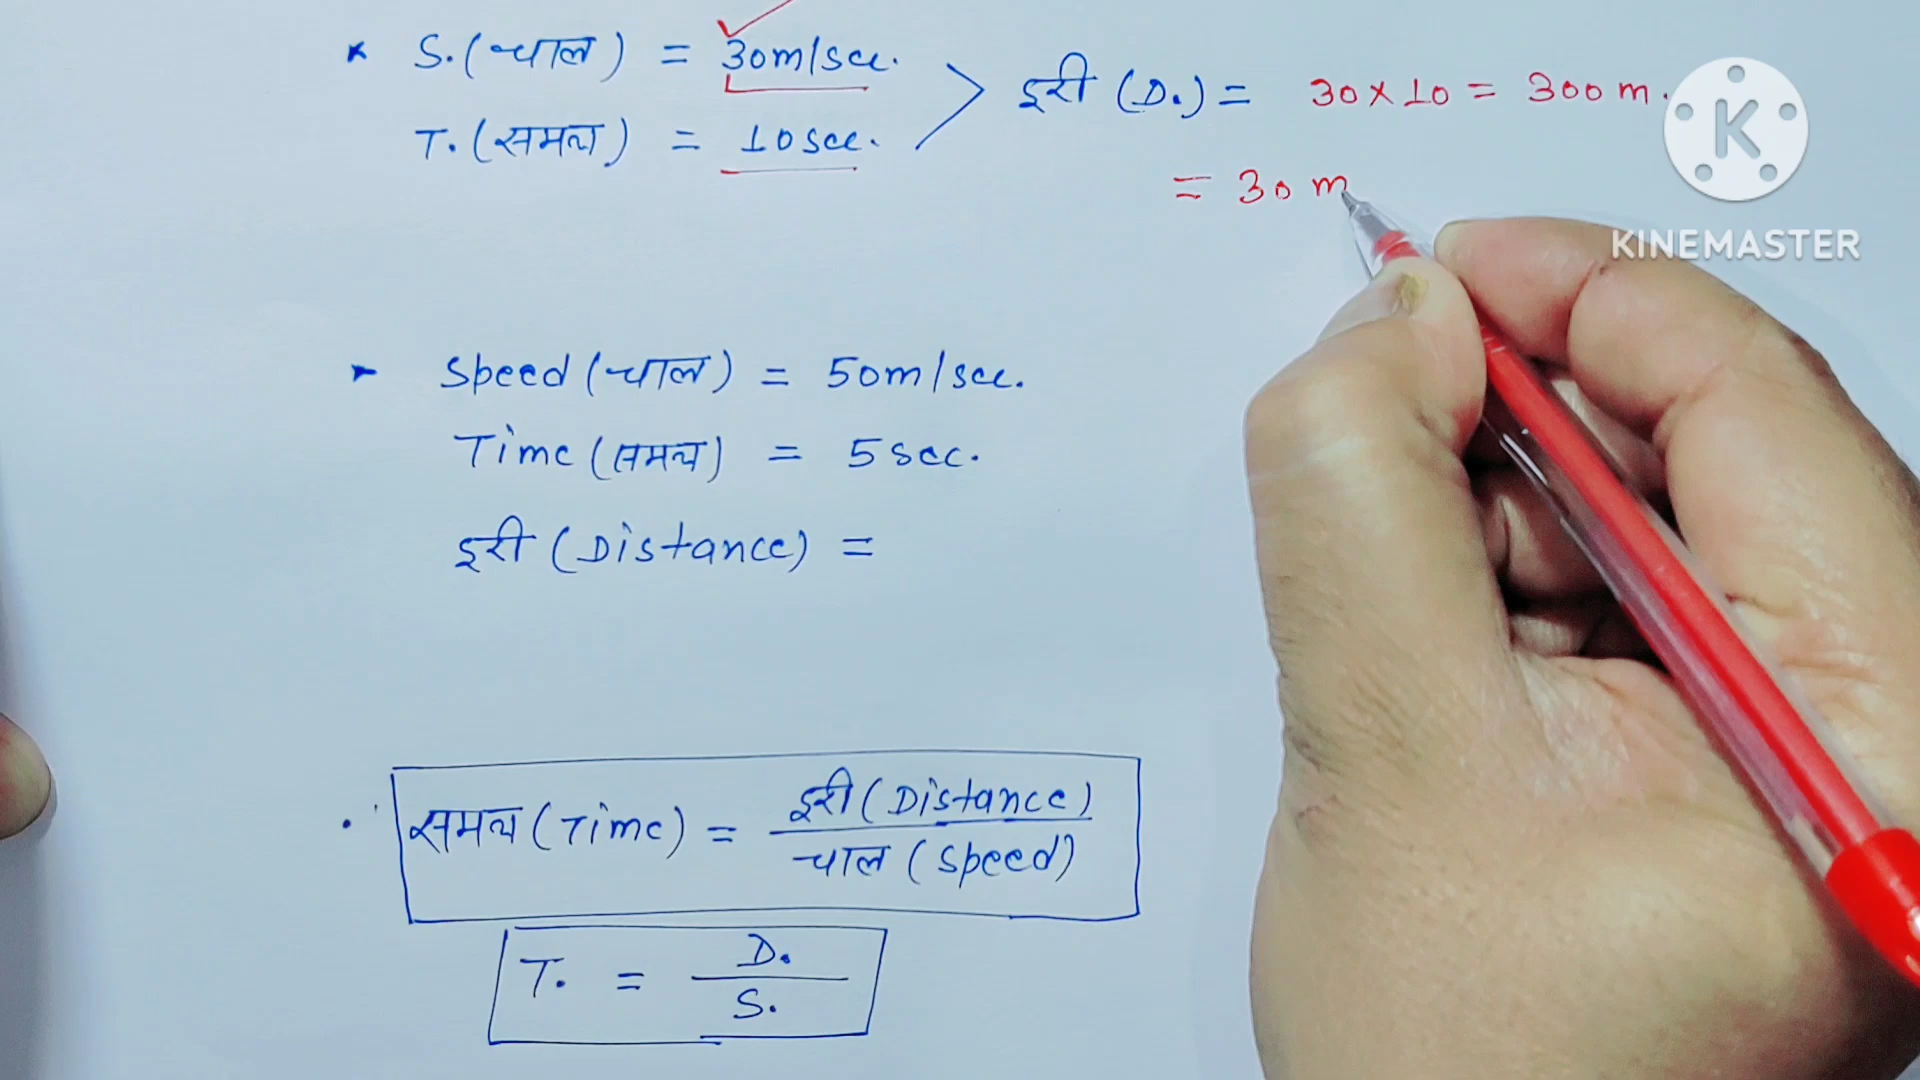 S. (चाल) = 30m/sec.
T. (समय) = 10 sec.
दूरी (D.) = 30 × 10 = 300 m.
= 30 m
Speed (चाल) = 50m/sec.
Time (समय) = 5 sec.
दूरी (Distance) =
समय (Time) = दूरी (Distance)
चाल (Speed)
T. = D.
S.
K
KINEMASTER